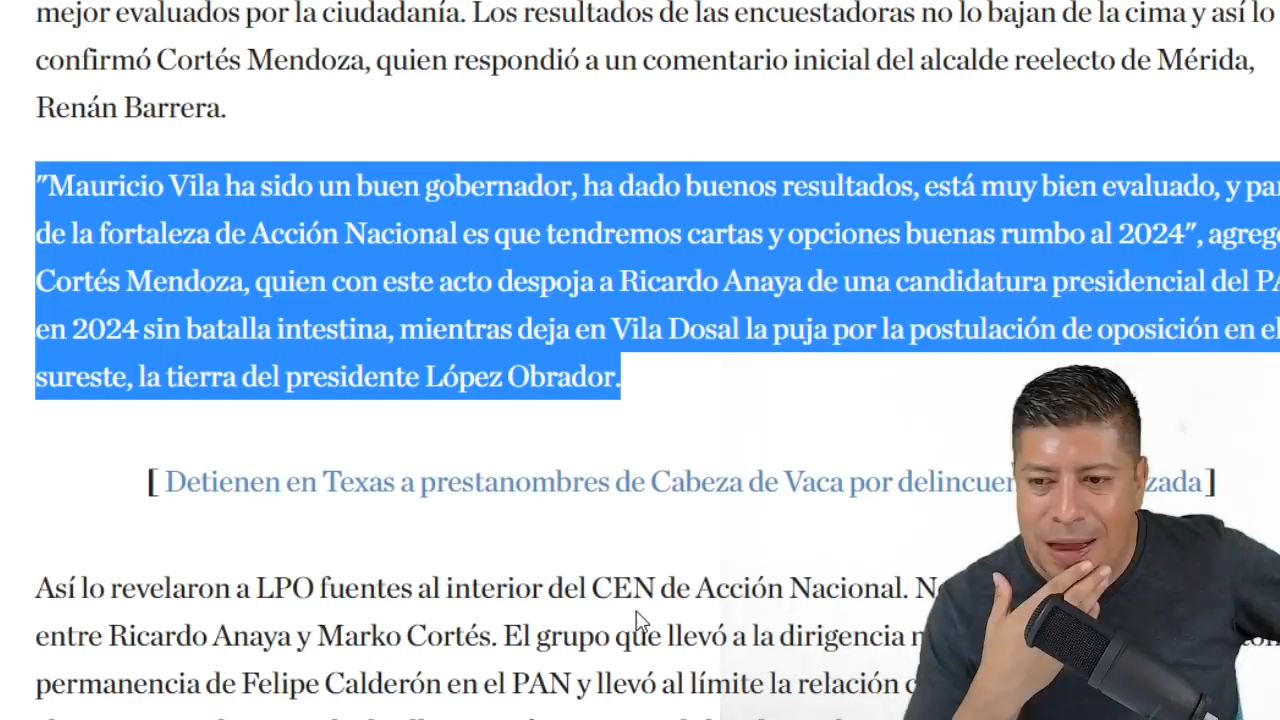 mejor evaluados por la ciudadanía. Los resultados de las encuestadoras no lo bajan de la cima y así lo
confirmó Cortés Mendoza, quien respondió a un comentario inicial del alcalde reelecto de Mérida,
Renán Barrera.
"Mauricio Vila ha sido un buen gobernador, ha dado buenos resultados, está muy bien evaluado, y
de la fortaleza de Acción Nacional es que tendremos cartas y opciones buenas rumbo al 2024",
Cortés Mendoza, quien con este acto despoja a Ricardo Anaya de una candidatura presidencial del
en 2024 sin batalla intestina, mientras deja en Vila Dosal la puja por la postulación de oposición en el
sureste, la tierra del presidente López Obrador.
[ Detienen en Texas a prestanombres de Cabeza de Vaca por ]
Así lo revelaron a LPO fuentes al interior del CEN de Acción Nacional.
entre Ricardo Anaya y Marko Cortés. El grupo que llevó a la dirigencia
permanencia de Felipe Calderón en el PAN y llevó al límite la relación